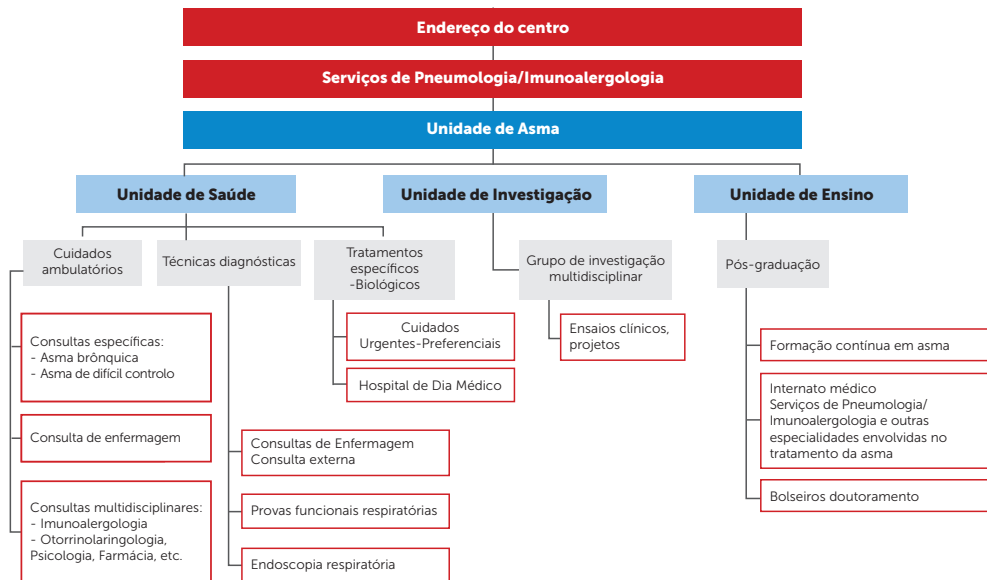 Endereço do centro
Serviços de Pneumologia/Imunoalergologia
Unidade de Asma
Unidade de Saúde
Unidade de Investigação
Unidade de Ensino
Cuidados
ambulatórios
Técnicas diagnósticas
Tratamentos
específicos
-Biológicos
Grupo de investigação
multidisciplinar
Pós-graduação
Consultas específicas:
- Asma brônquica
- Asma de difícil controlo
Consulta de enfermagem
Consultas multidisciplinares:
- Imunoalergologia
- Otorrinolaringologia,
Psicologia, Farmácia, etc.
Consultas de Enfermagem
Consulta externa
Provas funcionais respiratórias
Endoscopia respiratória
Cuidados
Urgentes-Preferenciais
Hospital de Dia Médico
Ensaios clínicos,
projetos
Formação contínua em asma
Internato médico
Serviços de Pneumologia/
Imunoalergologia e outras
especialidades envolvidas no
tratamento da asma
Bolseiros doutoramento